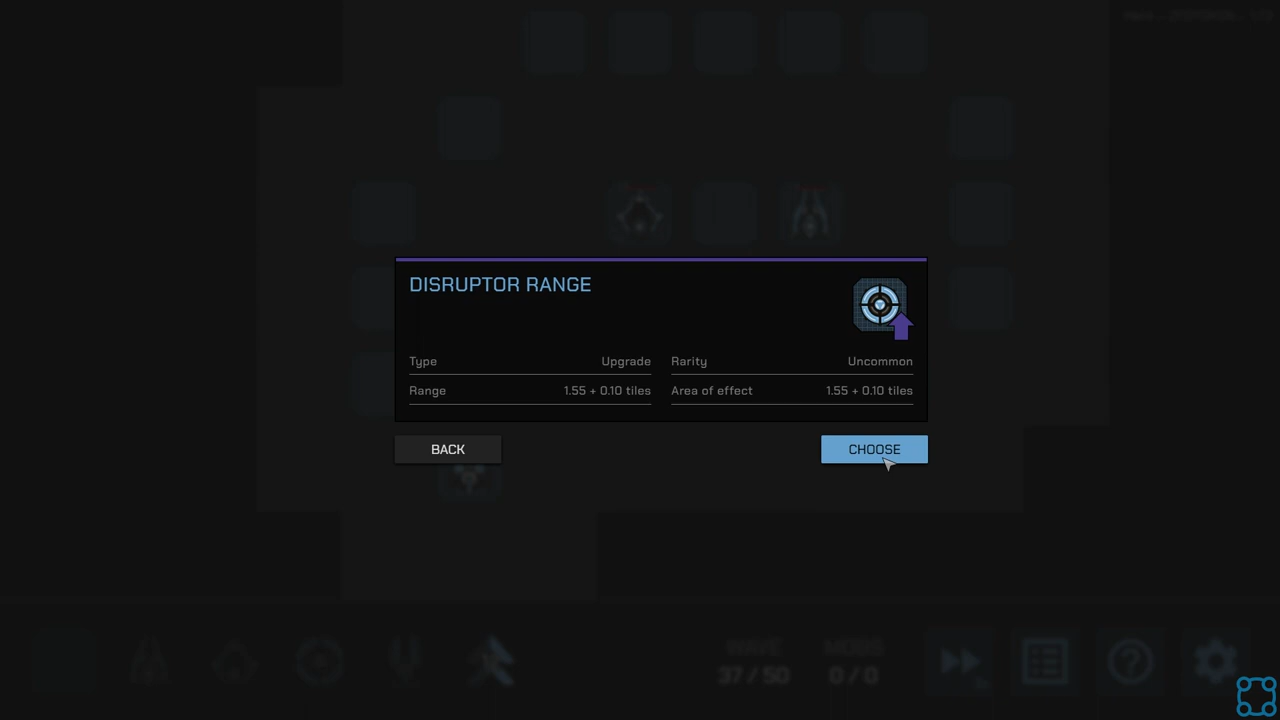 DISRUPTOR RANGE
Type Upgrade Rarity Uncommon
Range 1.55 + 0.10 tiles Area of effect 1.55 + 0.10 tiles
BACK CHOOSE
WAVE MOBS
37 / 50 0 / 0